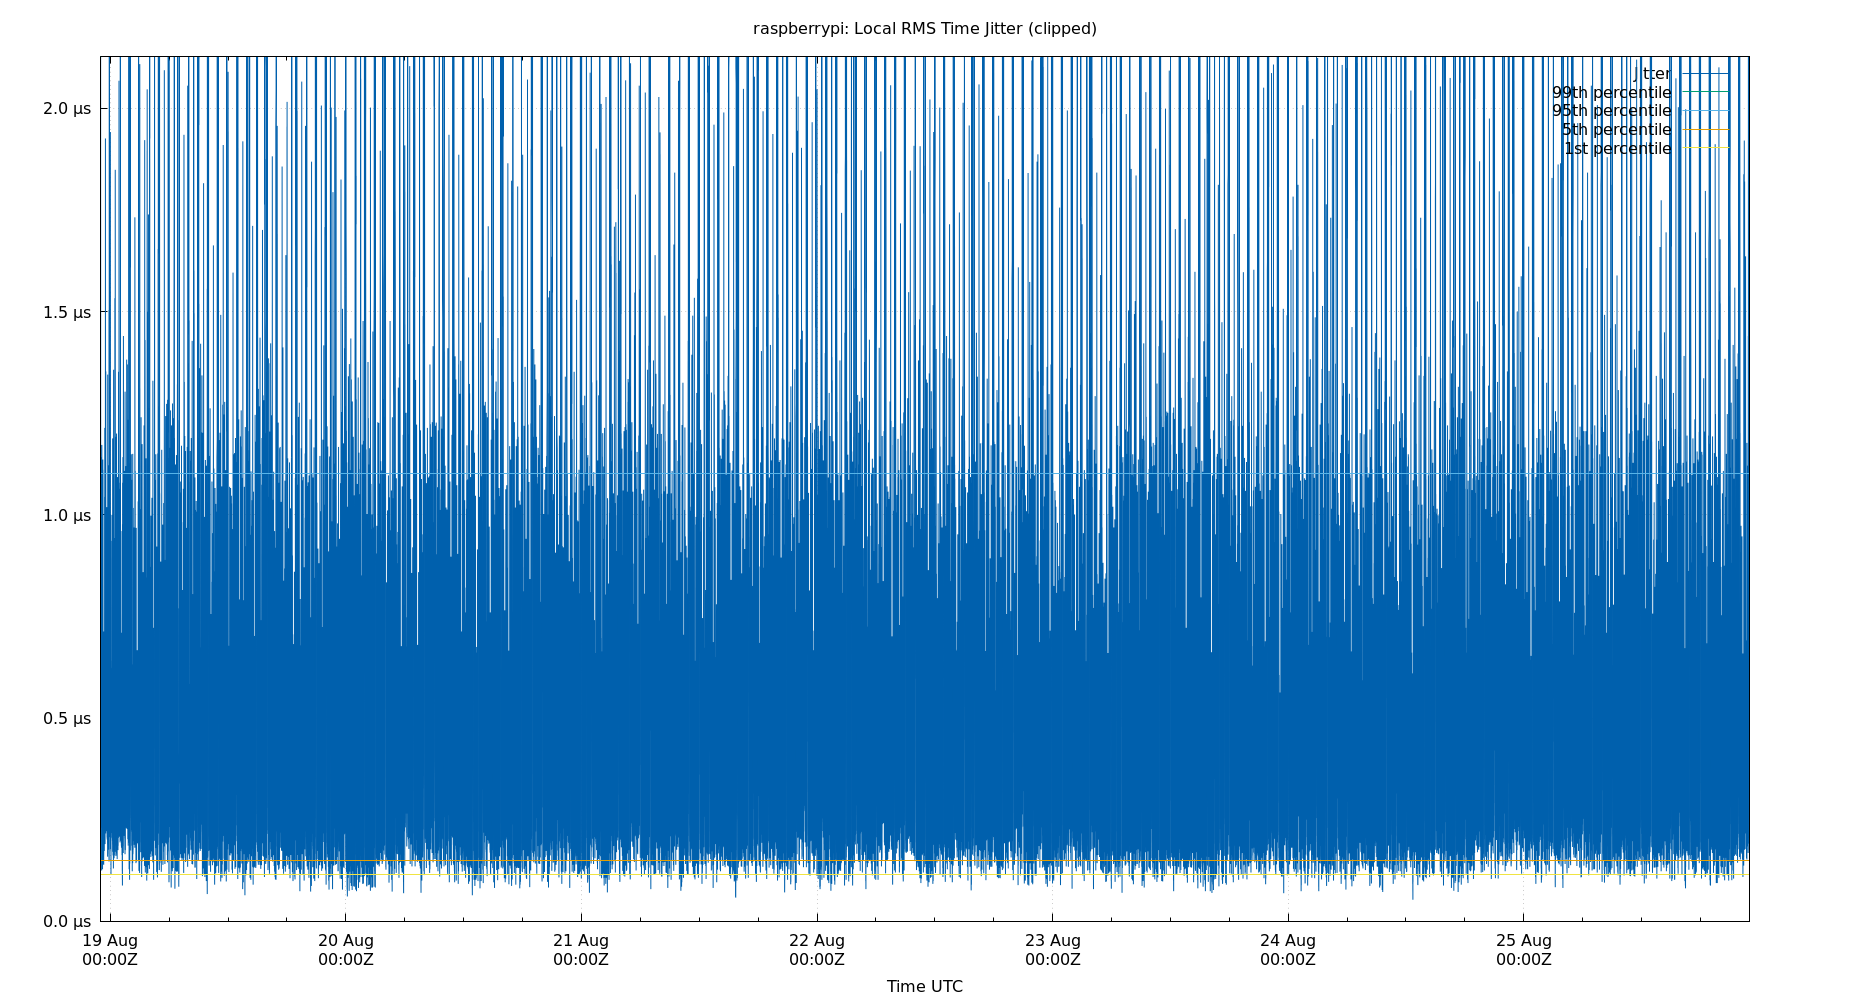 raspberrypi: Local RMS Time Jitter (clipped)
Jitter
99th percentile
95th percentile
5th percentile
1st percentile
2.0 µs
1.5 µs
1.0 µs
0.5 µs
0.0 µs
19 Aug 20 Aug 21 Aug 22 Aug 23 Aug 24 Aug 25 Aug
00:00Z 00:00Z 00:00Z 00:00Z 00:00Z 00:00Z 00:00Z
Time UTC